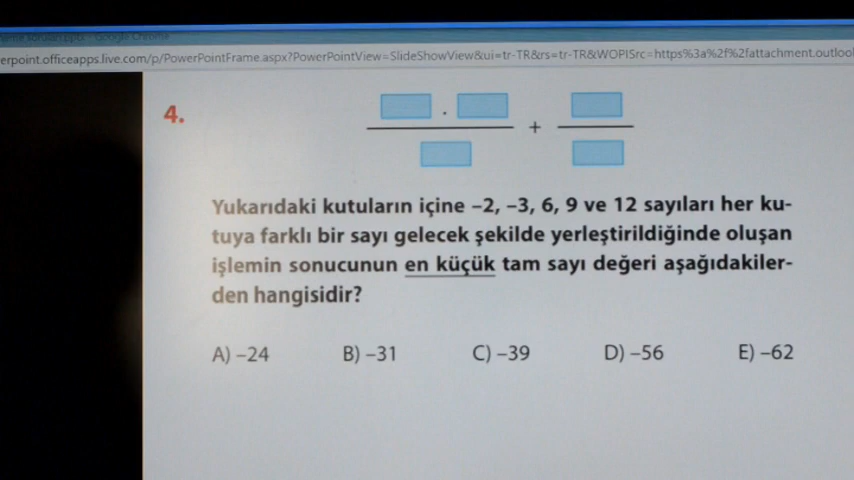 erpoint.officeapps.live.com/p/PowerPointFrame.aspx?PowerPointView=SlideShowView&ui=tr-TR&rs=tr-TR&WOPISrc=https%3a%2f%2fattachment.outlool
4.
. +
Yukarıdaki kutuların içine –2, –3, 6, 9 ve 12 sayıları her ku-
tuya farklı bir sayı gelecek şekilde yerleştirildiğinde oluşan
işlemin sonucunun en küçük tam sayı değeri aşağıdakiler-
den hangisidir?
A) –24 B) –31 C) –39 D) –56 E) –62